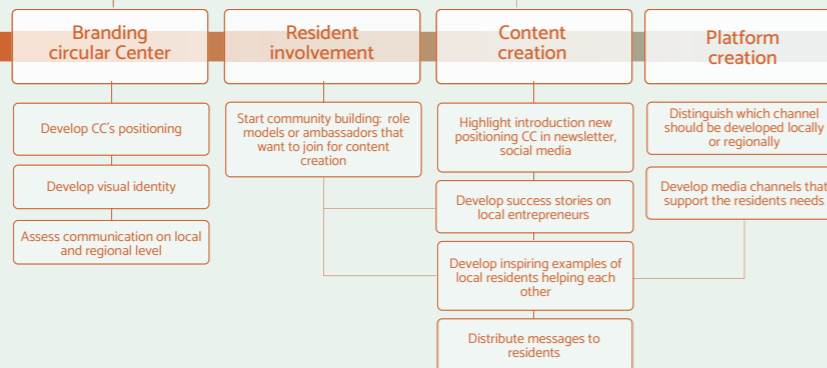 Branding
circular Center
Develop CC's positioning
Develop visual identity
Assess communication on local
and regional level
Resident
involvement
Start community building: role
models or ambassadors that
want to join for content
creation
Content
creation
Highlight introduction new
positioning CC in newsletter,
social media
Develop success stories on
local entrepreneurs
Develop inspiring examples of
local residents helping each
other
Distribute messages to
residents
Platform
creation
Distinguish which channel
should be developed locally
or regionally
Develop media channels that
support the residents needs